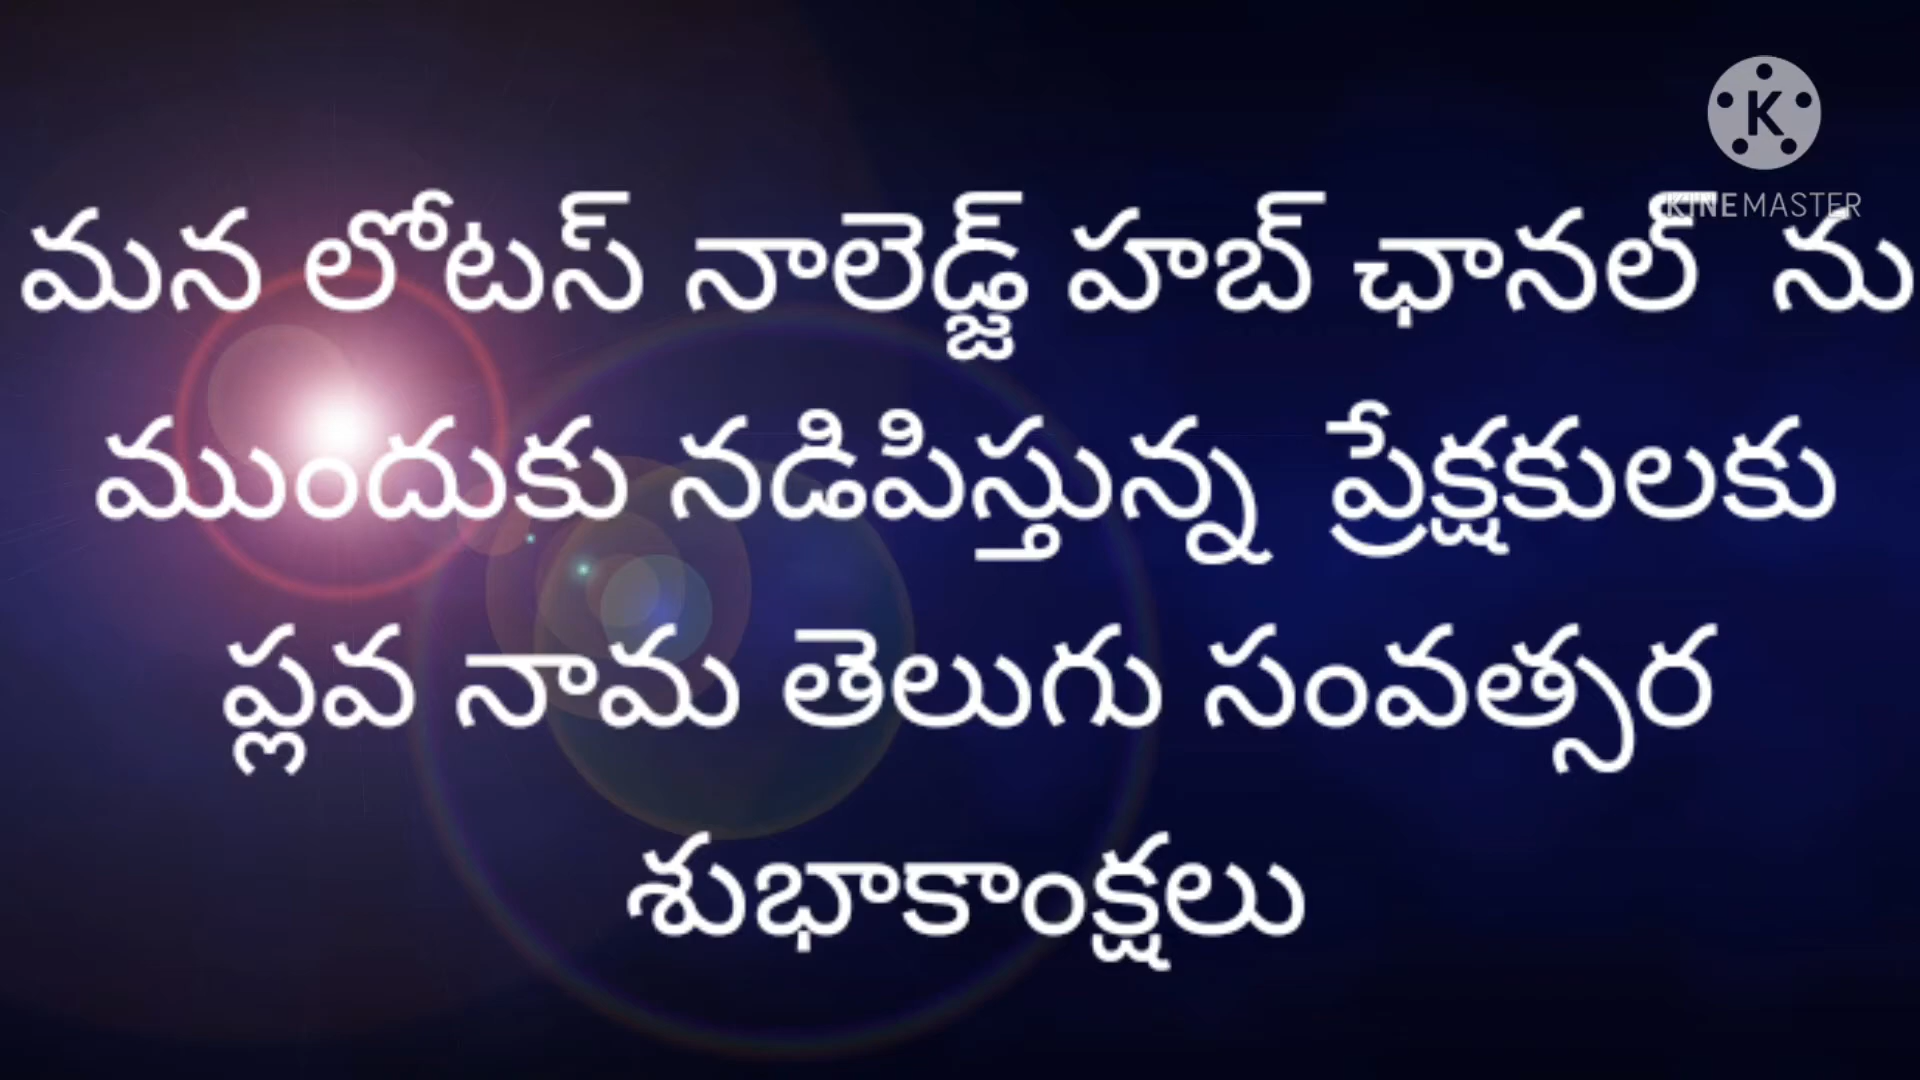 KINEMASTER
మన లోటస్ నాలెడ్జ్ హబ్ ఛానల్ ను
ముందుకు నడిపిస్తున్న ప్రేక్షకులకు
ప్లవ నామ తెలుగు సంవత్సర
శుభాకాంక్షలు